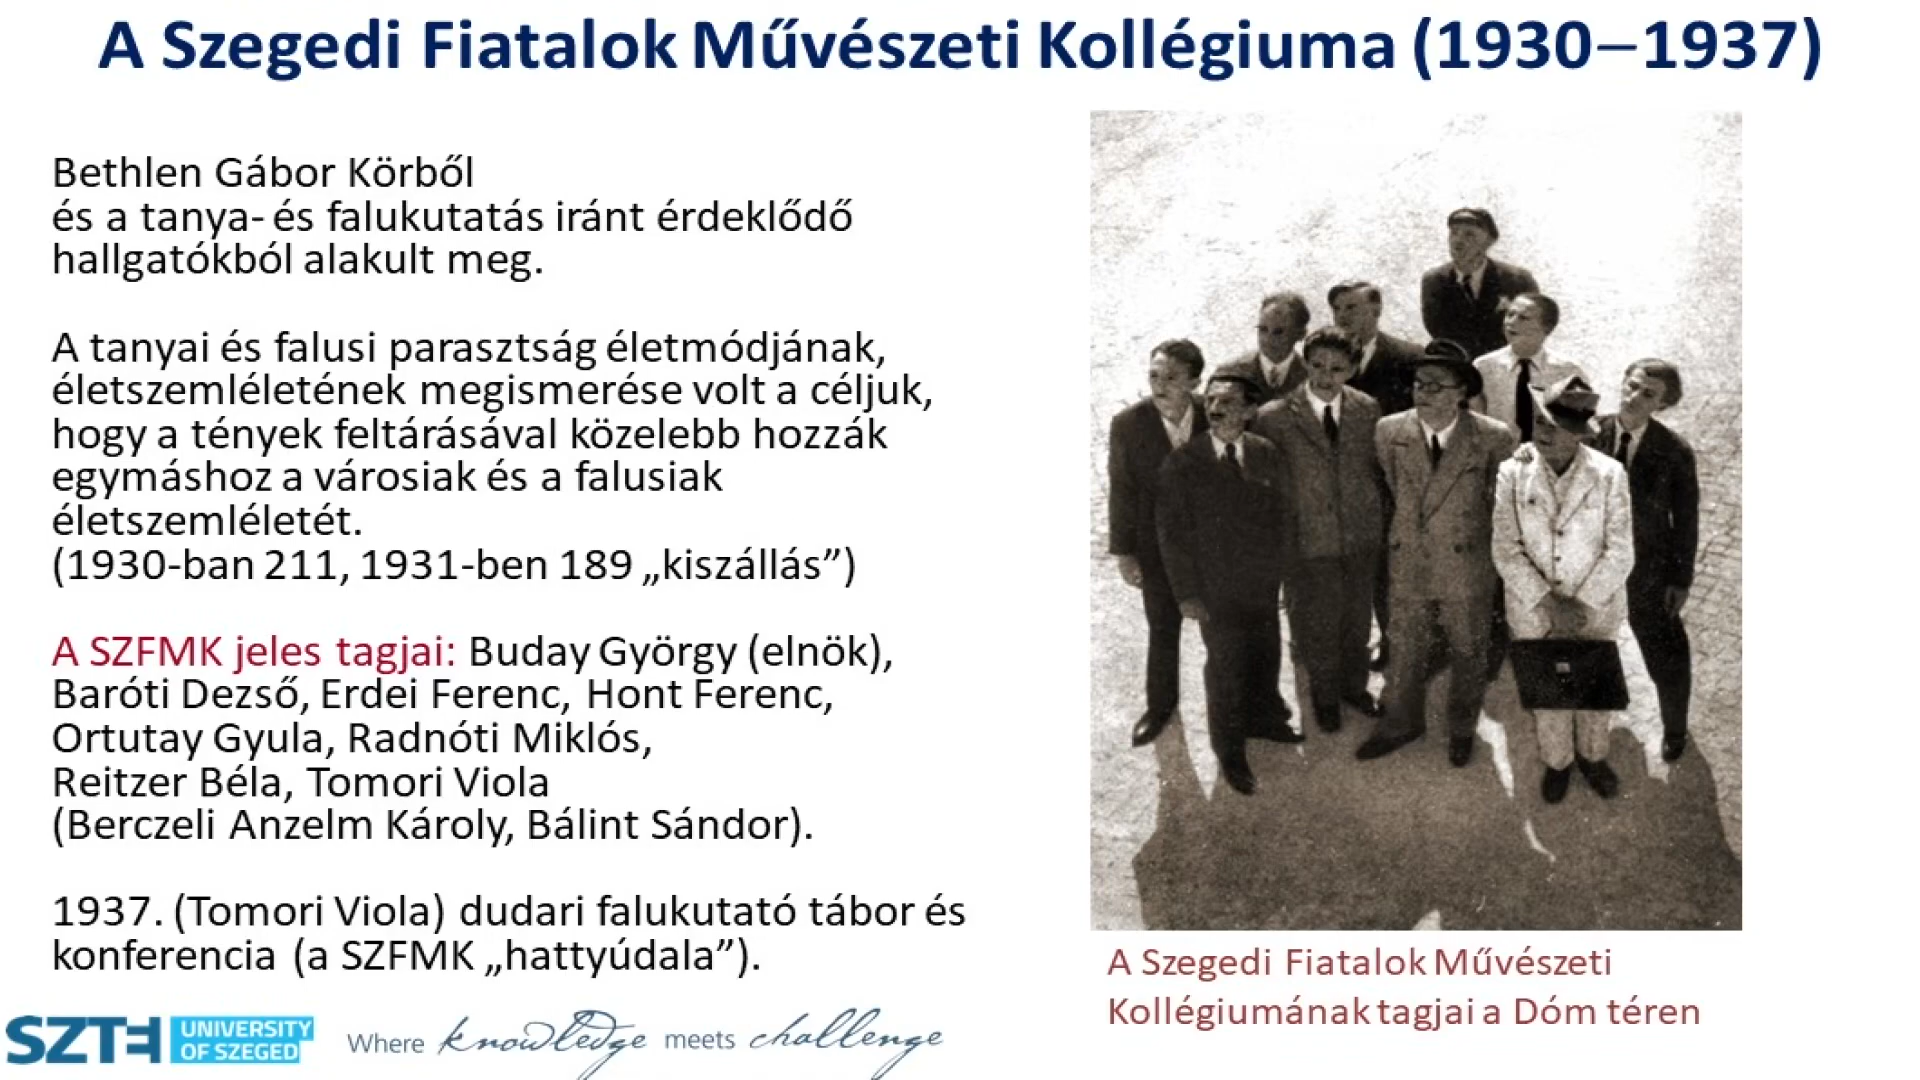 A Szegedi Fiatalok Művészeti Kollégiuma (1930–1937)
Bethlen Gábor Körből
és a tanya- és falukutatás iránt érdeklődő
hallgatókból alakult meg.
A tanyai és falusi parasztság életmódjának,
életszemléletének megismerése volt a céljuk,
hogy a tények feltárásával közelebb hozzák
egymáshoz a városiak és a falusiak
életszemléletét.
(1930-ban 211, 1931-ben 189 „kiszállás”)
A SZFMK jeles tagjai: Buday György (elnök),
Baróti Dezső, Erdei Ferenc, Hont Ferenc,
Ortutay Gyula, Radnóti Miklós,
Reitzer Béla, Tomori Viola
(Berczeli Anzelm Károly, Bálint Sándor).
1937. (Tomori Viola) dudari falukutató tábor és
konferencia (a SZFMK „hattyúdala”).
A Szegedi Fiatalok Művészeti
Kollégiumának tagjai a Dóm téren
SZTE UNIVERSITY
OF SZEGED
Where knowledge meets challenge